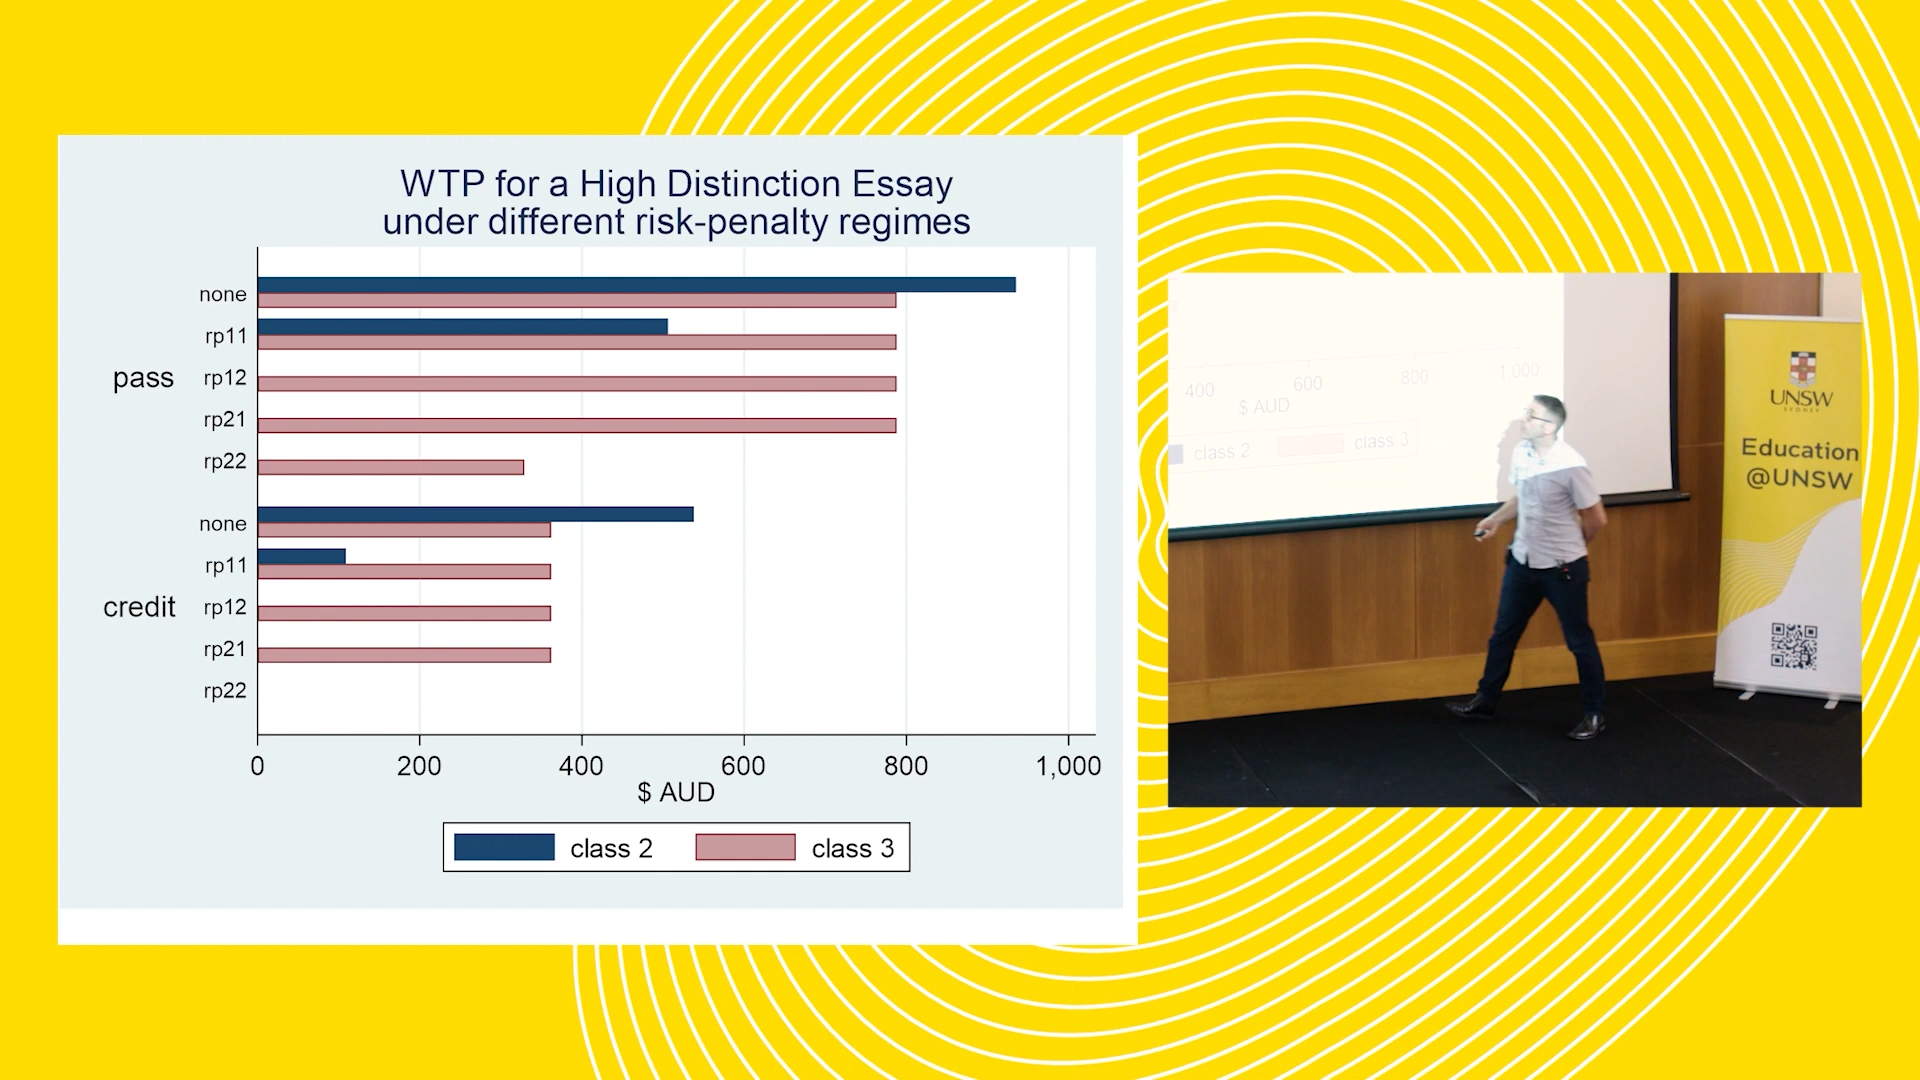 WTP for a High Distinction Essay
under different risk-penalty regimes
none
rp11
pass
rp12
rp21
rp22
none
rp11
credit
rp12
rp21
rp22
0 200 400 600 800 1,000
$ AUD
class 2 class 3
400 600 800 1,000
$ AUD
class 2 class 3
UNSW
SYDNEY
Education
@UNSW